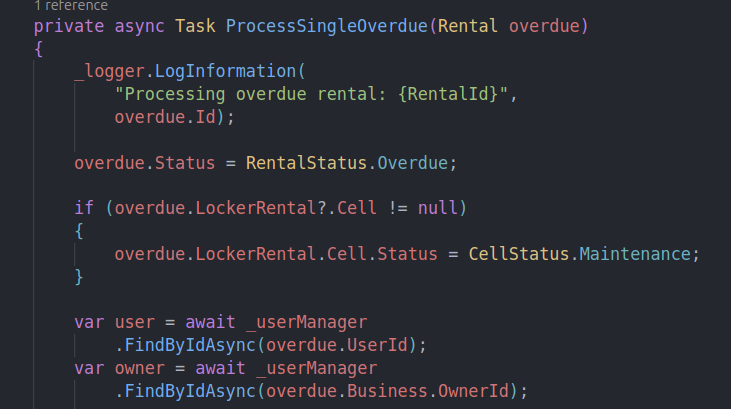 1 reference
private async Task ProcessSingleOverdue(Rental overdue)
{
    _logger.LogInformation(
        "Processing overdue rental: {RentalId}",
        overdue.Id);

    overdue.Status = RentalStatus.Overdue;

    if (overdue.LockerRental?.Cell != null)
    {
        overdue.LockerRental.Cell.Status = CellStatus.Maintenance;
    }

    var user = await _userManager
        .FindByIdAsync(overdue.UserId);
    var owner = await _userManager
        .FindByIdAsync(overdue.Business.OwnerId);